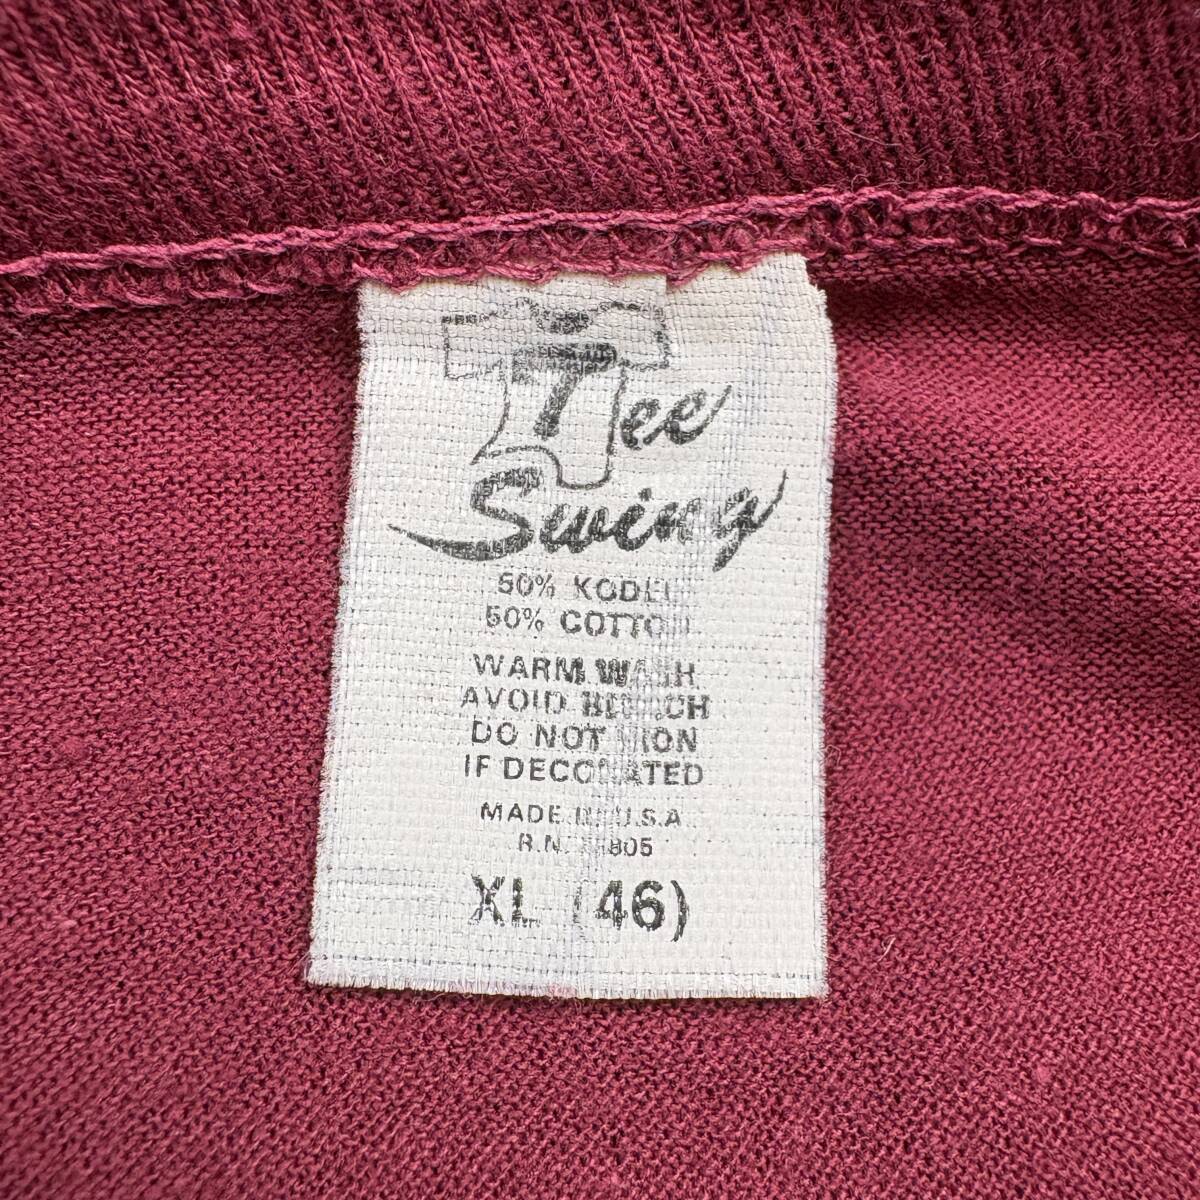 Tee
Swing
50% KODEL
50% COTTON
WARM WASH
AVOID BLEACH
DO NOT IRON
IF DECORATED
MADE IN U.S.A.
R.N.
XL (46)